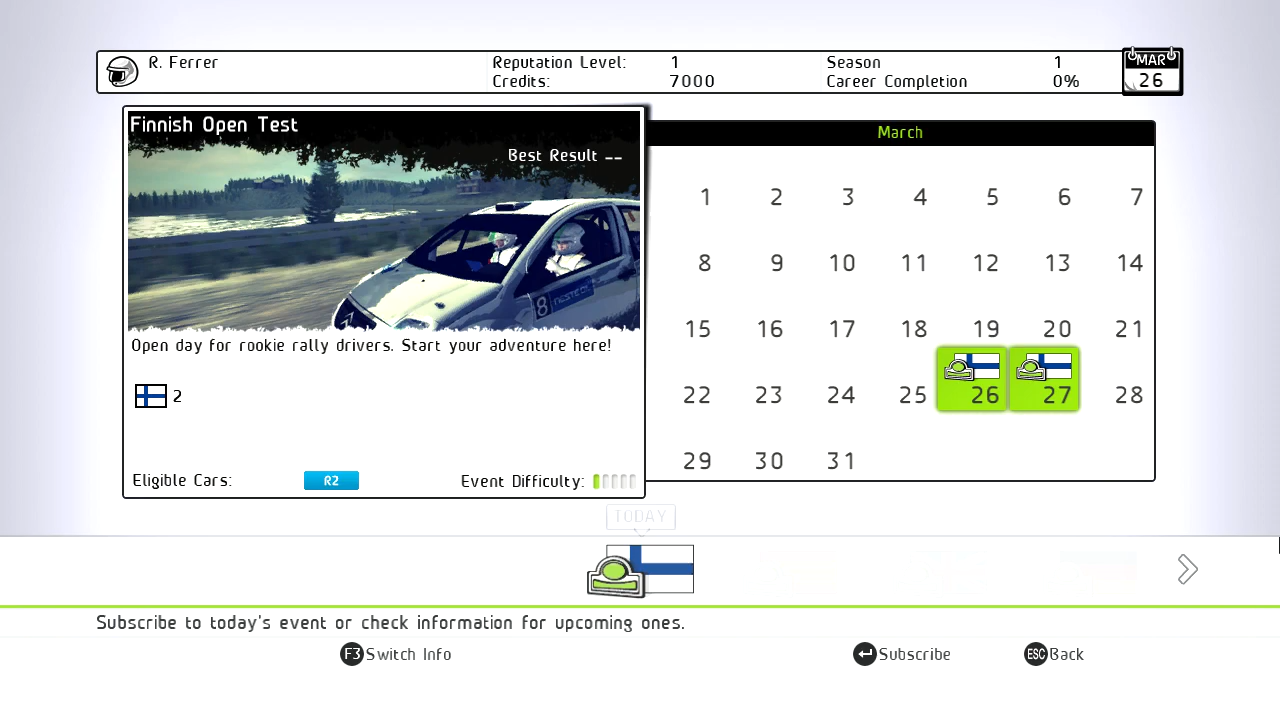 R. Ferrer
Reputation Level: 1
Credits: 7000
Season 1
Career Completion 0%
MAR
26
Finnish Open Test
Best Result --
Open day for rookie rally drivers. Start your adventure here!
2
Eligible Cars: R2 Event Difficulty:
March
1 2 3 4 5 6 7
8 9 10 11 12 13 14
15 16 17 18 19 20 21
22 23 24 25 26 27 28
29 30 31
TODAY
Subscribe to today's event or check information for upcoming ones.
F3 Switch Info Subscribe ESC Back